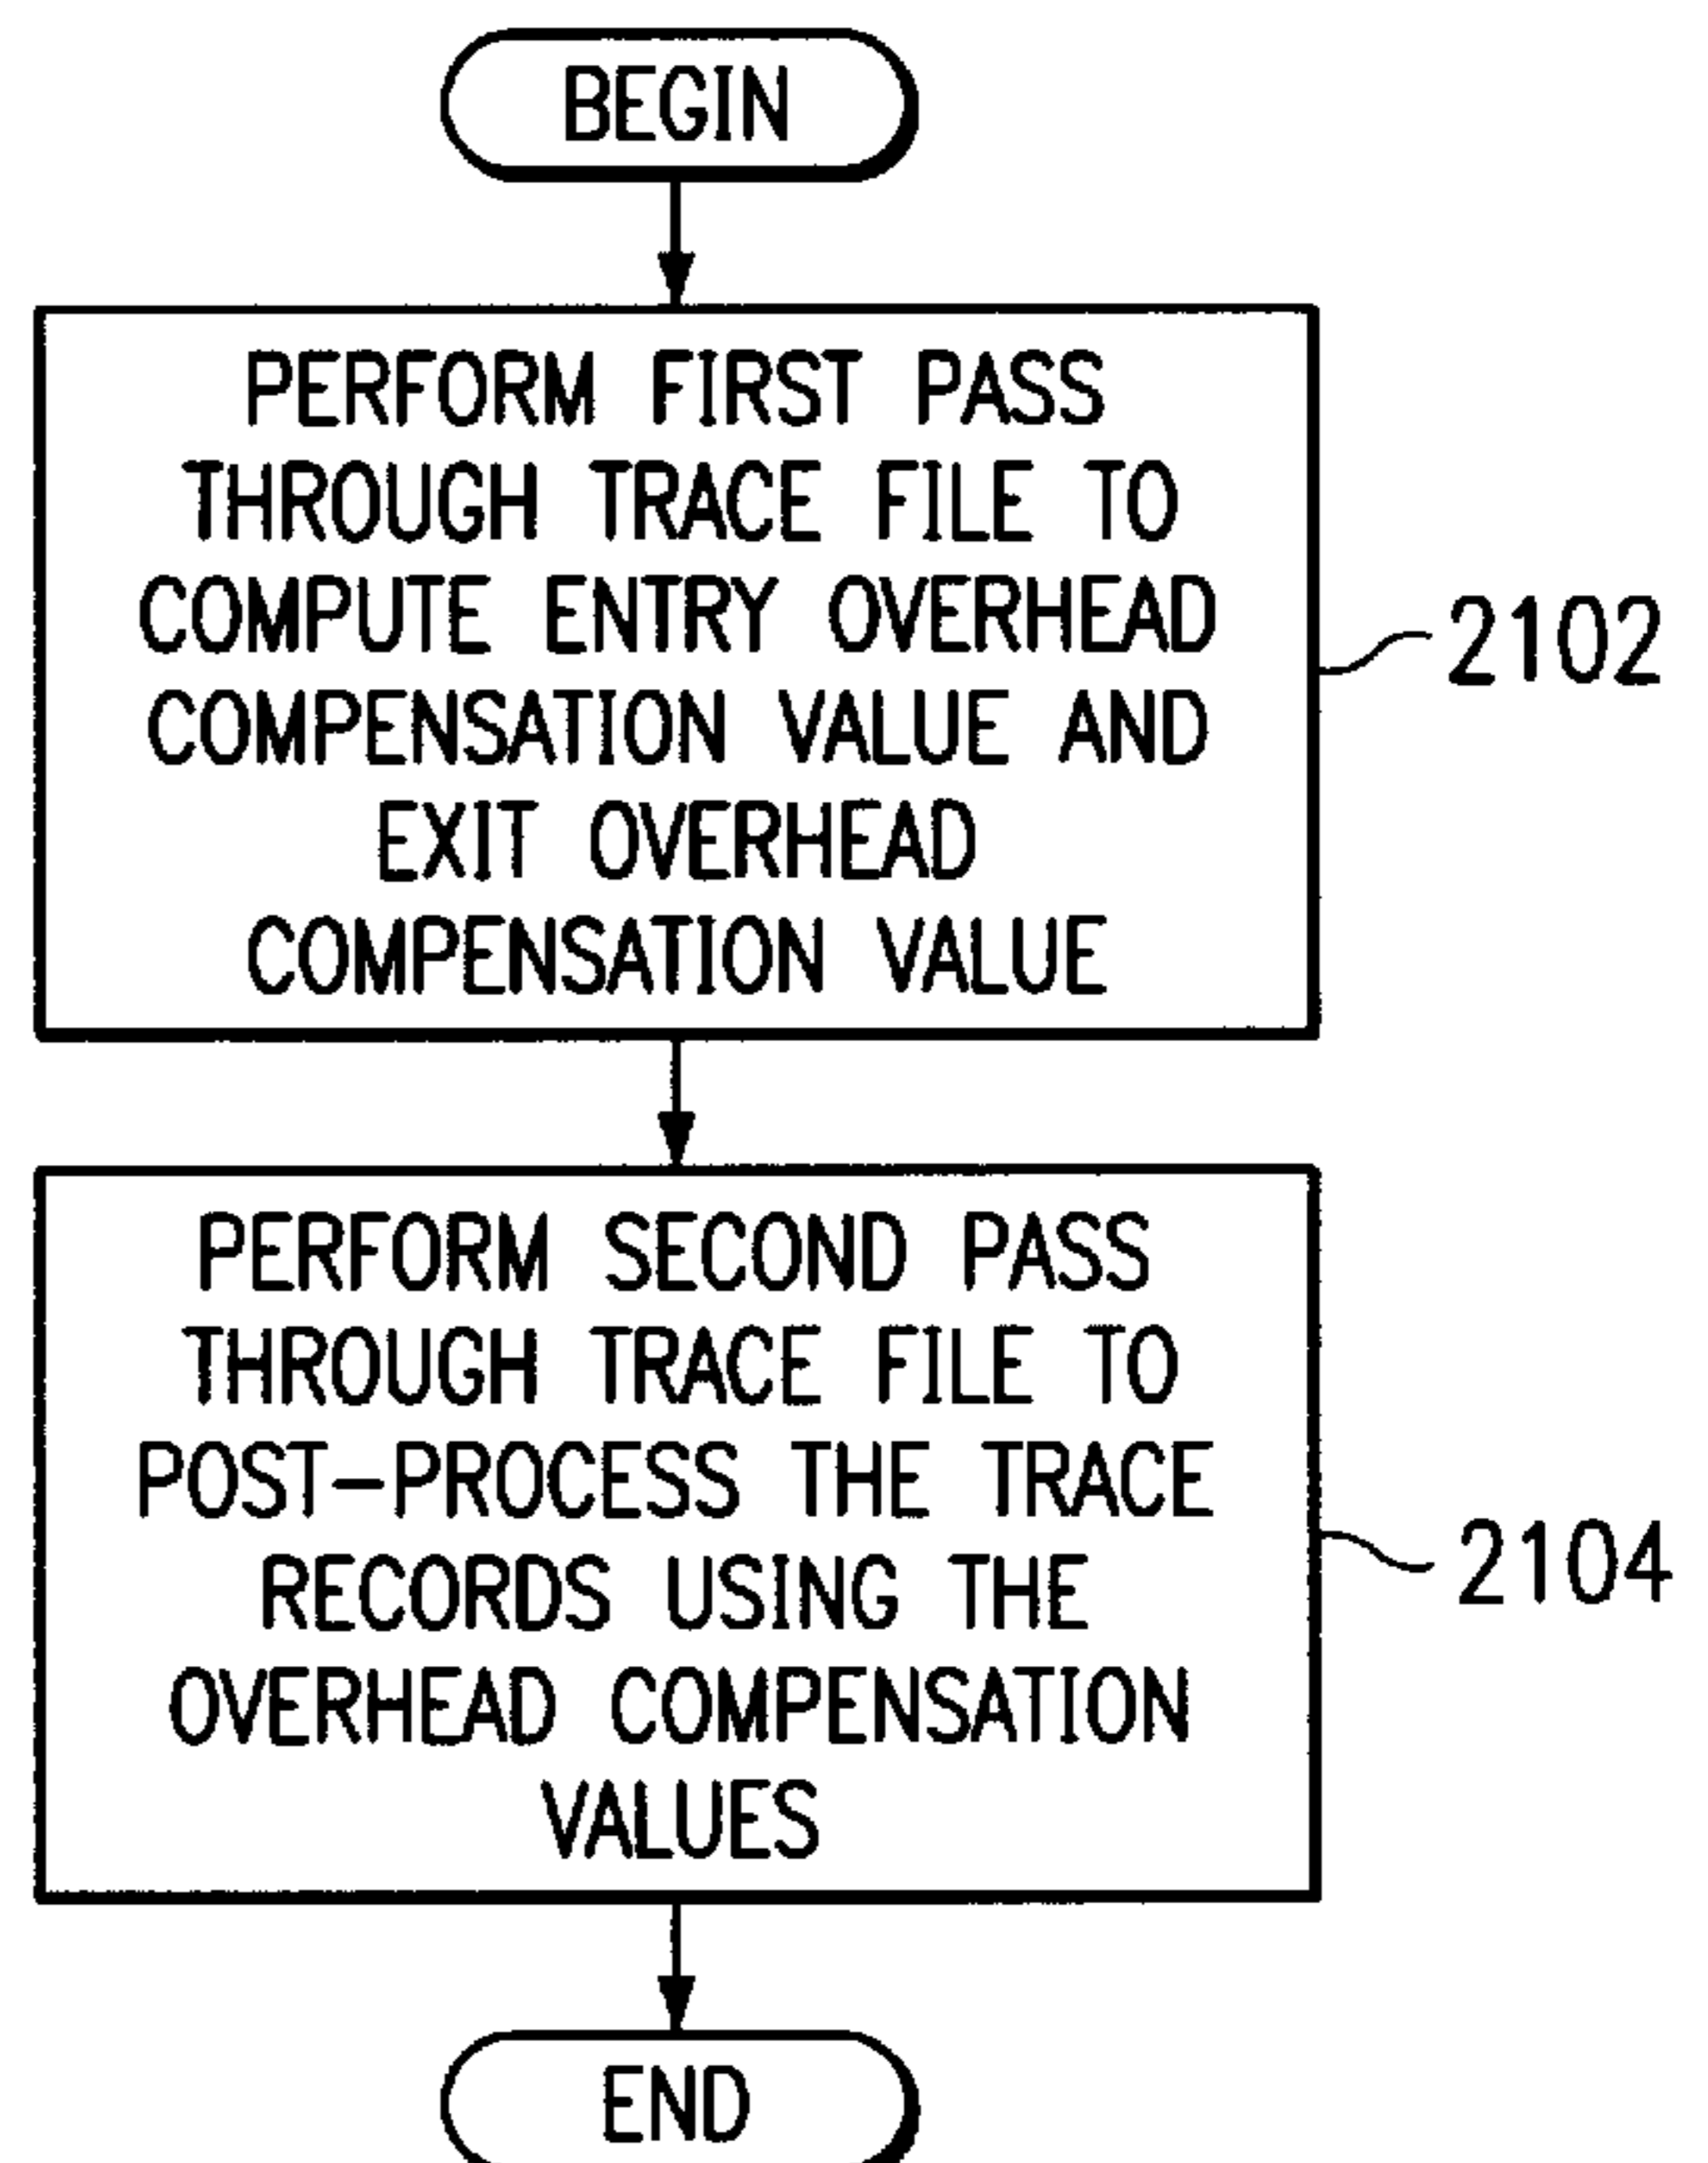 BEGIN
PERFORM FIRST PASS
THROUGH TRACE FILE TO
COMPUTE ENTRY OVERHEAD
COMPENSATION VALUE AND
EXIT OVERHEAD
COMPENSATION VALUE
2102
PERFORM SECOND PASS
THROUGH TRACE FILE TO
POST-PROCESS THE TRACE
RECORDS USING THE
OVERHEAD COMPENSATION
VALUES
2104
END